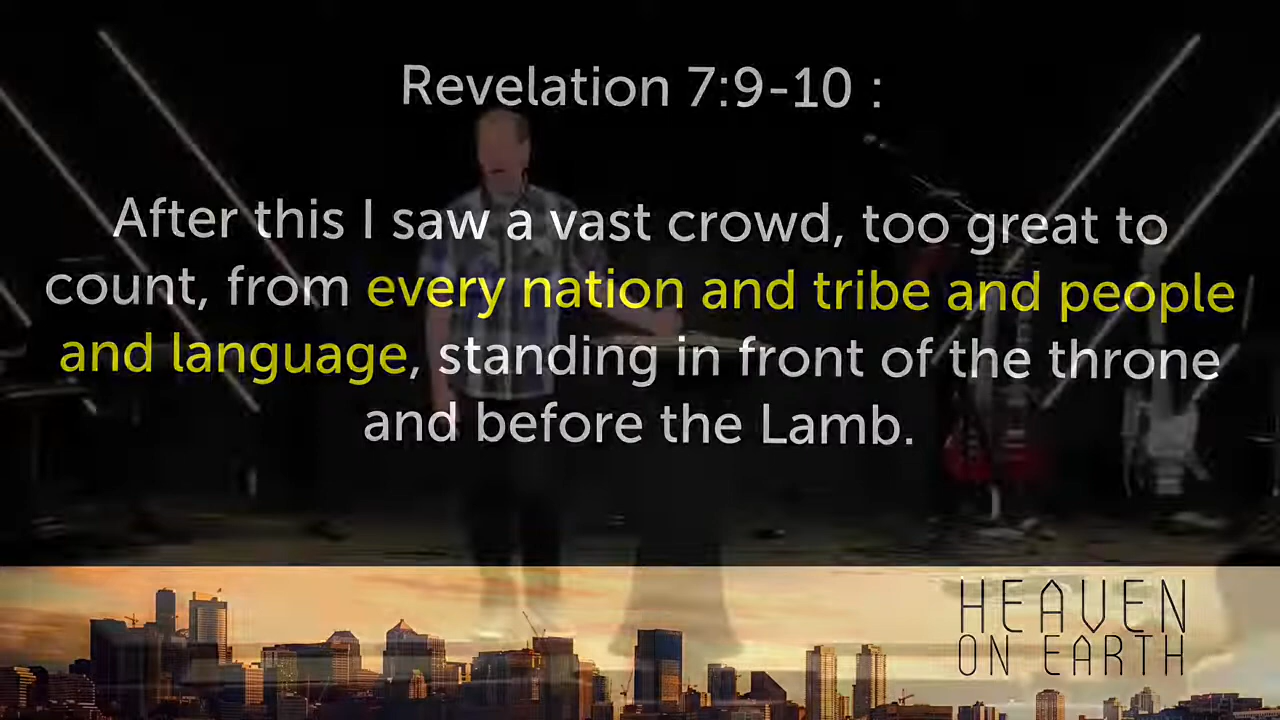 Revelation 7:9-10 :
After this I saw a vast crowd, too great to
count, from every nation and tribe and people
and language, standing in front of the throne
and before the Lamb.
HEAVEN
ON EARTH